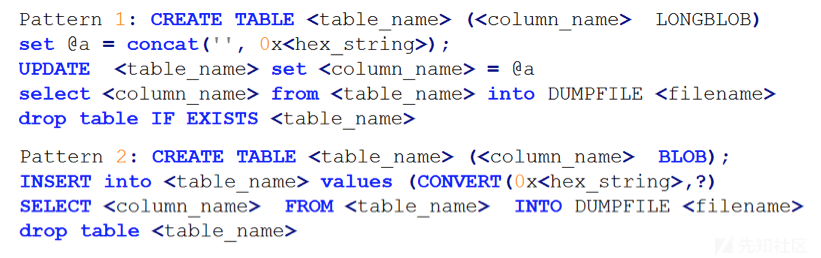 Pattern 1: CREATE TABLE <table_name> (<column_name>  LONGBLOB)
set @a = concat('', 0x<hex_string>);
UPDATE  <table_name> set <column_name> = @a
select <column_name> from <table_name> into DUMPFILE <filename>
drop table IF EXISTS <table_name>
Pattern 2: CREATE TABLE <table_name> (<column_name>  BLOB);
INSERT into <table_name> values (CONVERT(0x<hex_string>,?)
SELECT <column_name>  FROM <table_name>  INTO DUMPFILE <filename>
drop table <table_name>
先知社区